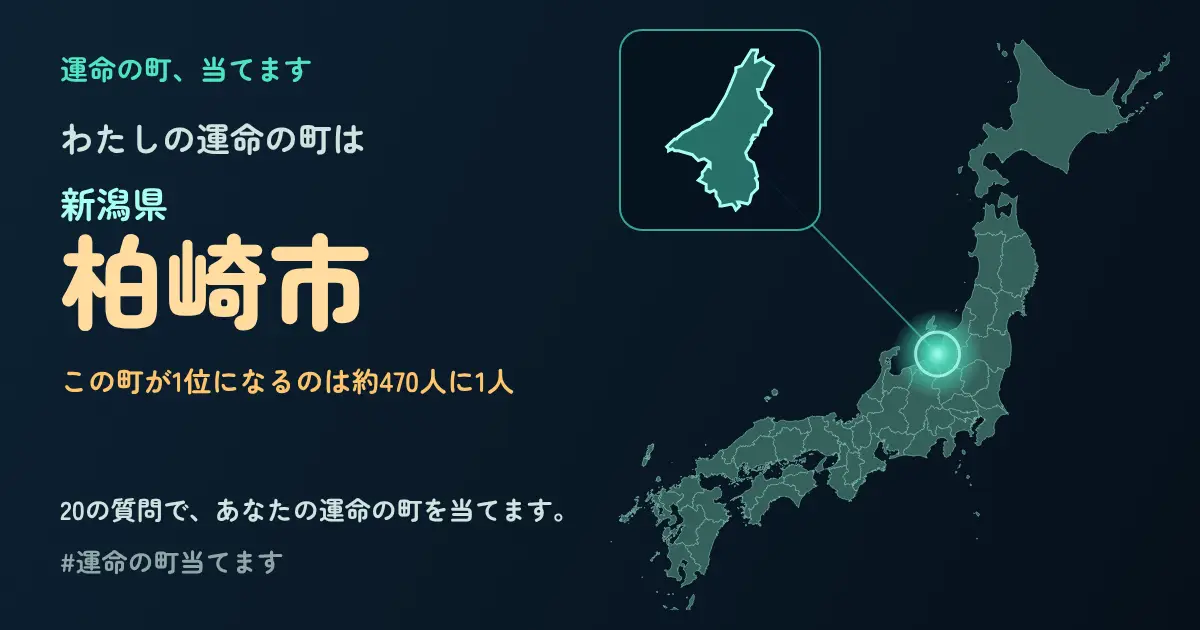 運命の町、当てます
わたしの運命の町は
新潟県
柏崎市
この町が1位になるのは約470人に1人
20の質問で、あなたの運命の町を当てます。
#運命の町当てます